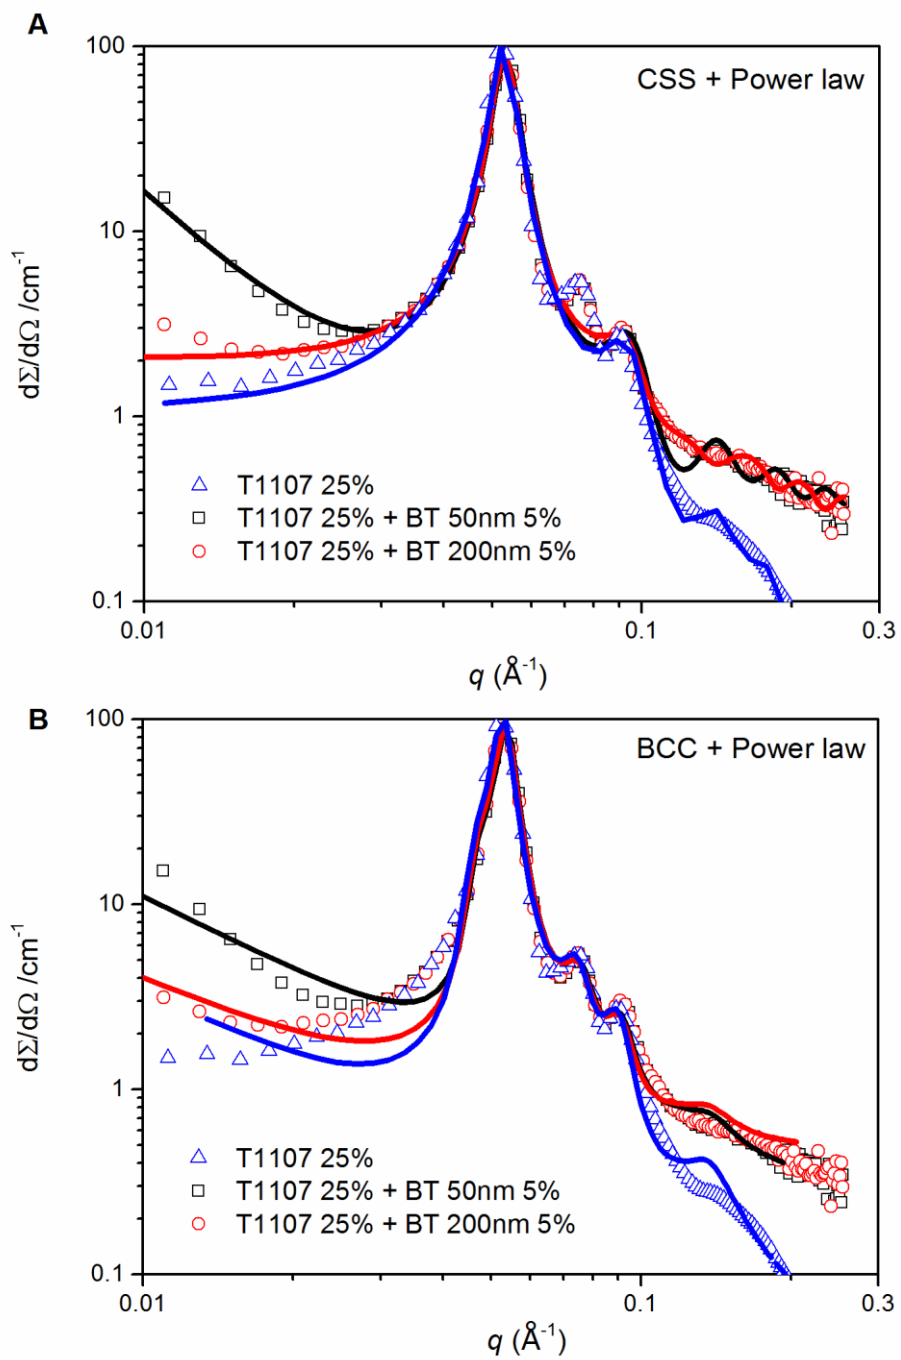 A
100
CSS + Power law
10
dΣ/dΩ /cm⁻¹
1
T1107 25%
T1107 25% + BT 50nm 5%
T1107 25% + BT 200nm 5%
0.1
0.01
0.1
0.3
q (Å⁻¹)
B
100
BCC + Power law
10
dΣ/dΩ /cm⁻¹
1
T1107 25%
T1107 25% + BT 50nm 5%
T1107 25% + BT 200nm 5%
0.1
0.01
0.1
0.3
q (Å⁻¹)